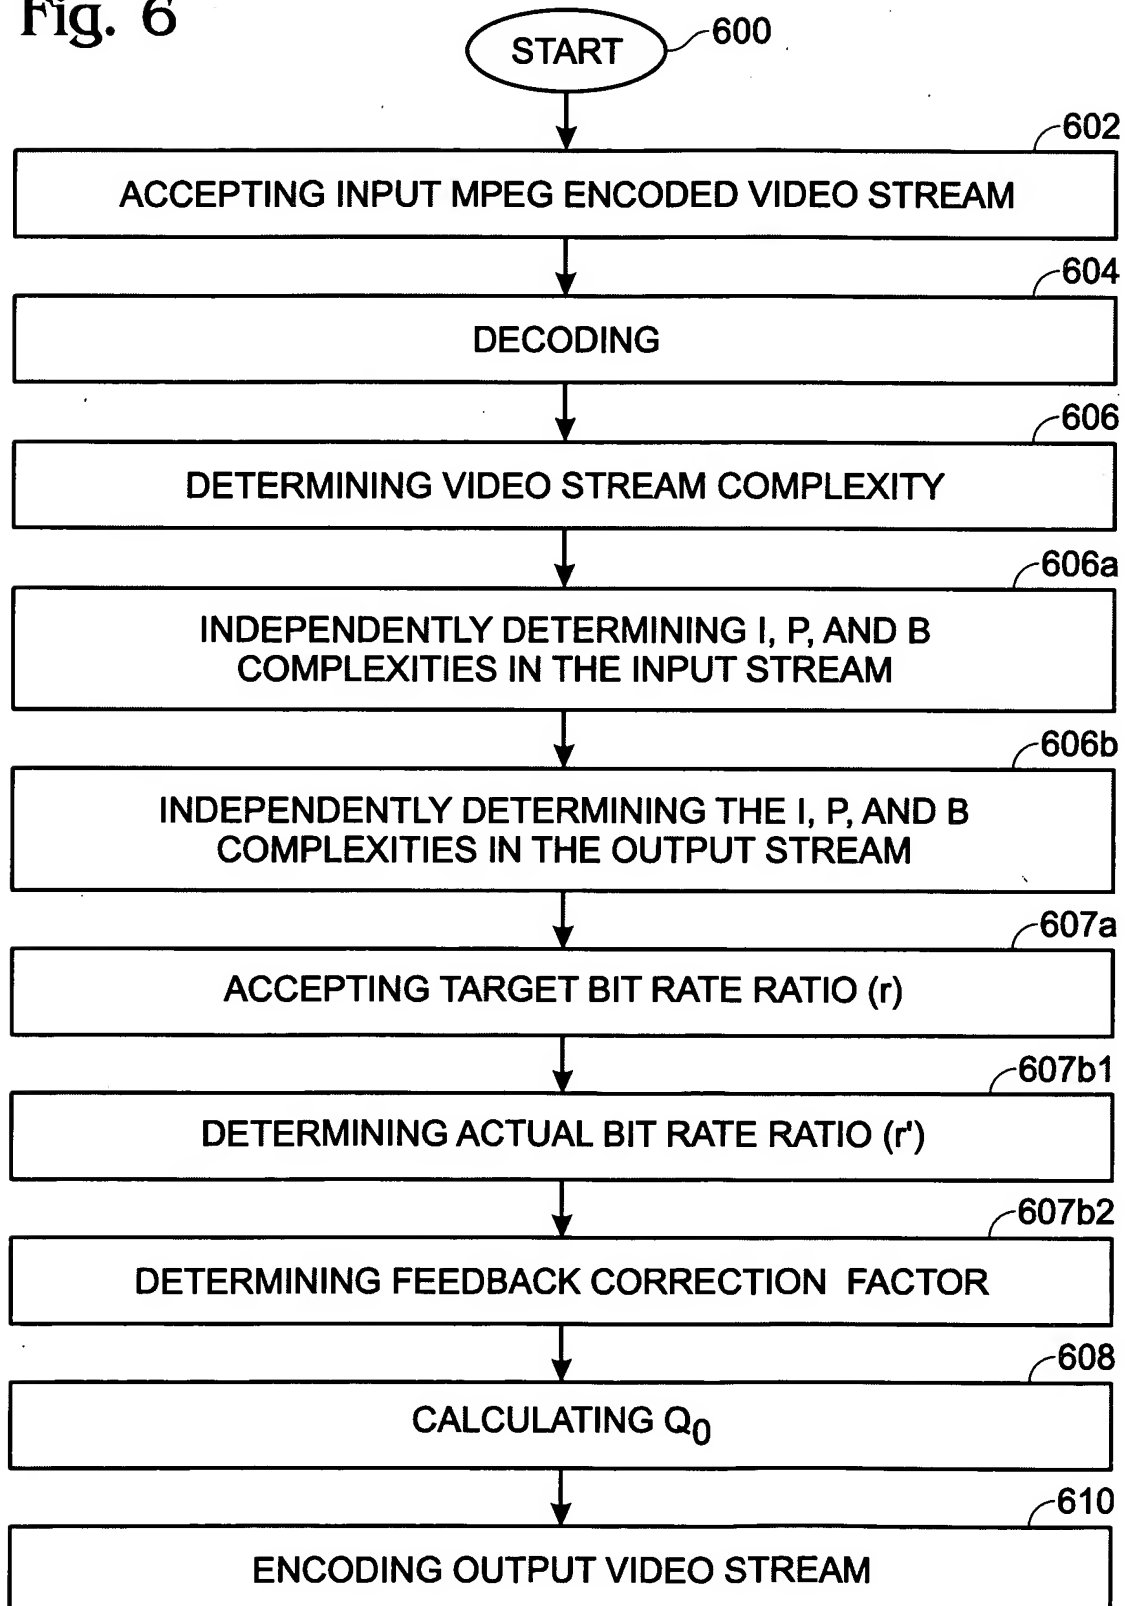 Fig. 6
START
600
602
ACCEPTING INPUT MPEG ENCODED VIDEO STREAM
604
DECODING
606
DETERMINING VIDEO STREAM COMPLEXITY
606a
INDEPENDENTLY DETERMINING I, P, AND B
COMPLEXITIES IN THE INPUT STREAM
606b
INDEPENDENTLY DETERMINING THE I, P, AND B
COMPLEXITIES IN THE OUTPUT STREAM
607a
ACCEPTING TARGET BIT RATE RATIO (r)
607b1
DETERMINING ACTUAL BIT RATE RATIO (r')
607b2
DETERMINING FEEDBACK CORRECTION FACTOR
608
CALCULATING Q0
610
ENCODING OUTPUT VIDEO STREAM